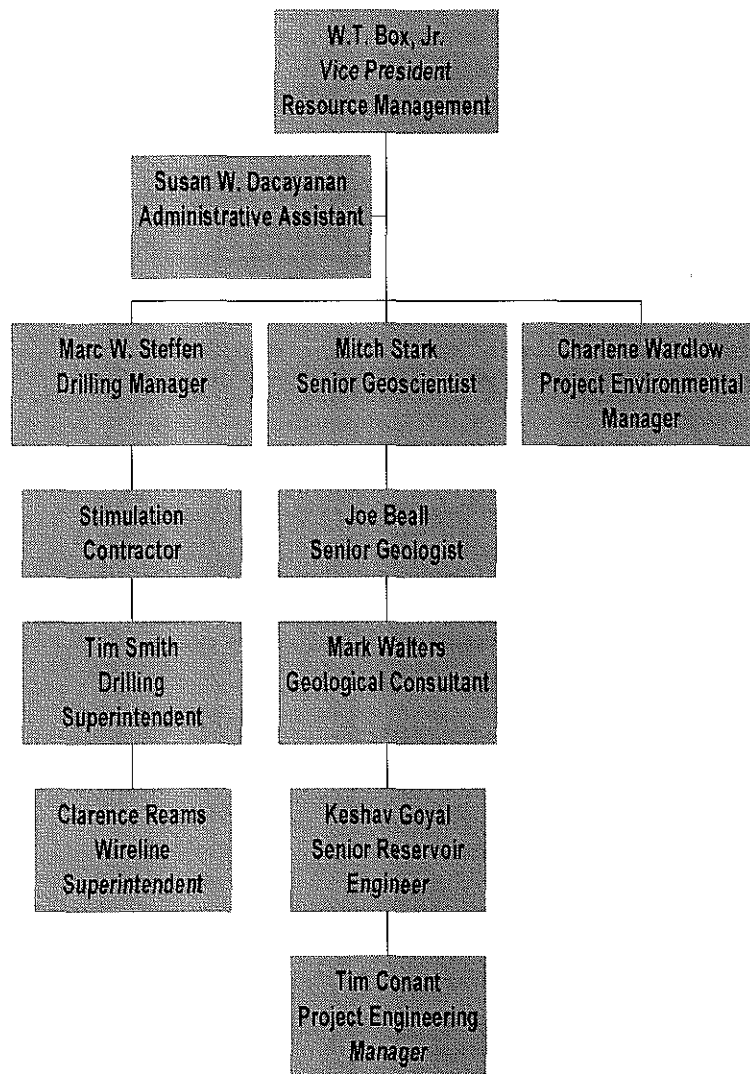 W.T. Box, Jr.
Vice President
Resource Management
Susan W. Dacayanan
Administrative Assistant
Marc W. Steffen
Drilling Manager
Mitch Stark
Senior Geoscientist
Charlene Wardlow
Project Environmental
Manager
Stimulation
Contractor
Joe Beall
Senior Geologist
Tim Smith
Drilling
Superintendent
Mark Walters
Geological Consultant
Clarence Reams
Wireline
Superintendent
Keshav Goyal
Senior Reservoir
Engineer
Tim Conant
Project Engineering
Manager